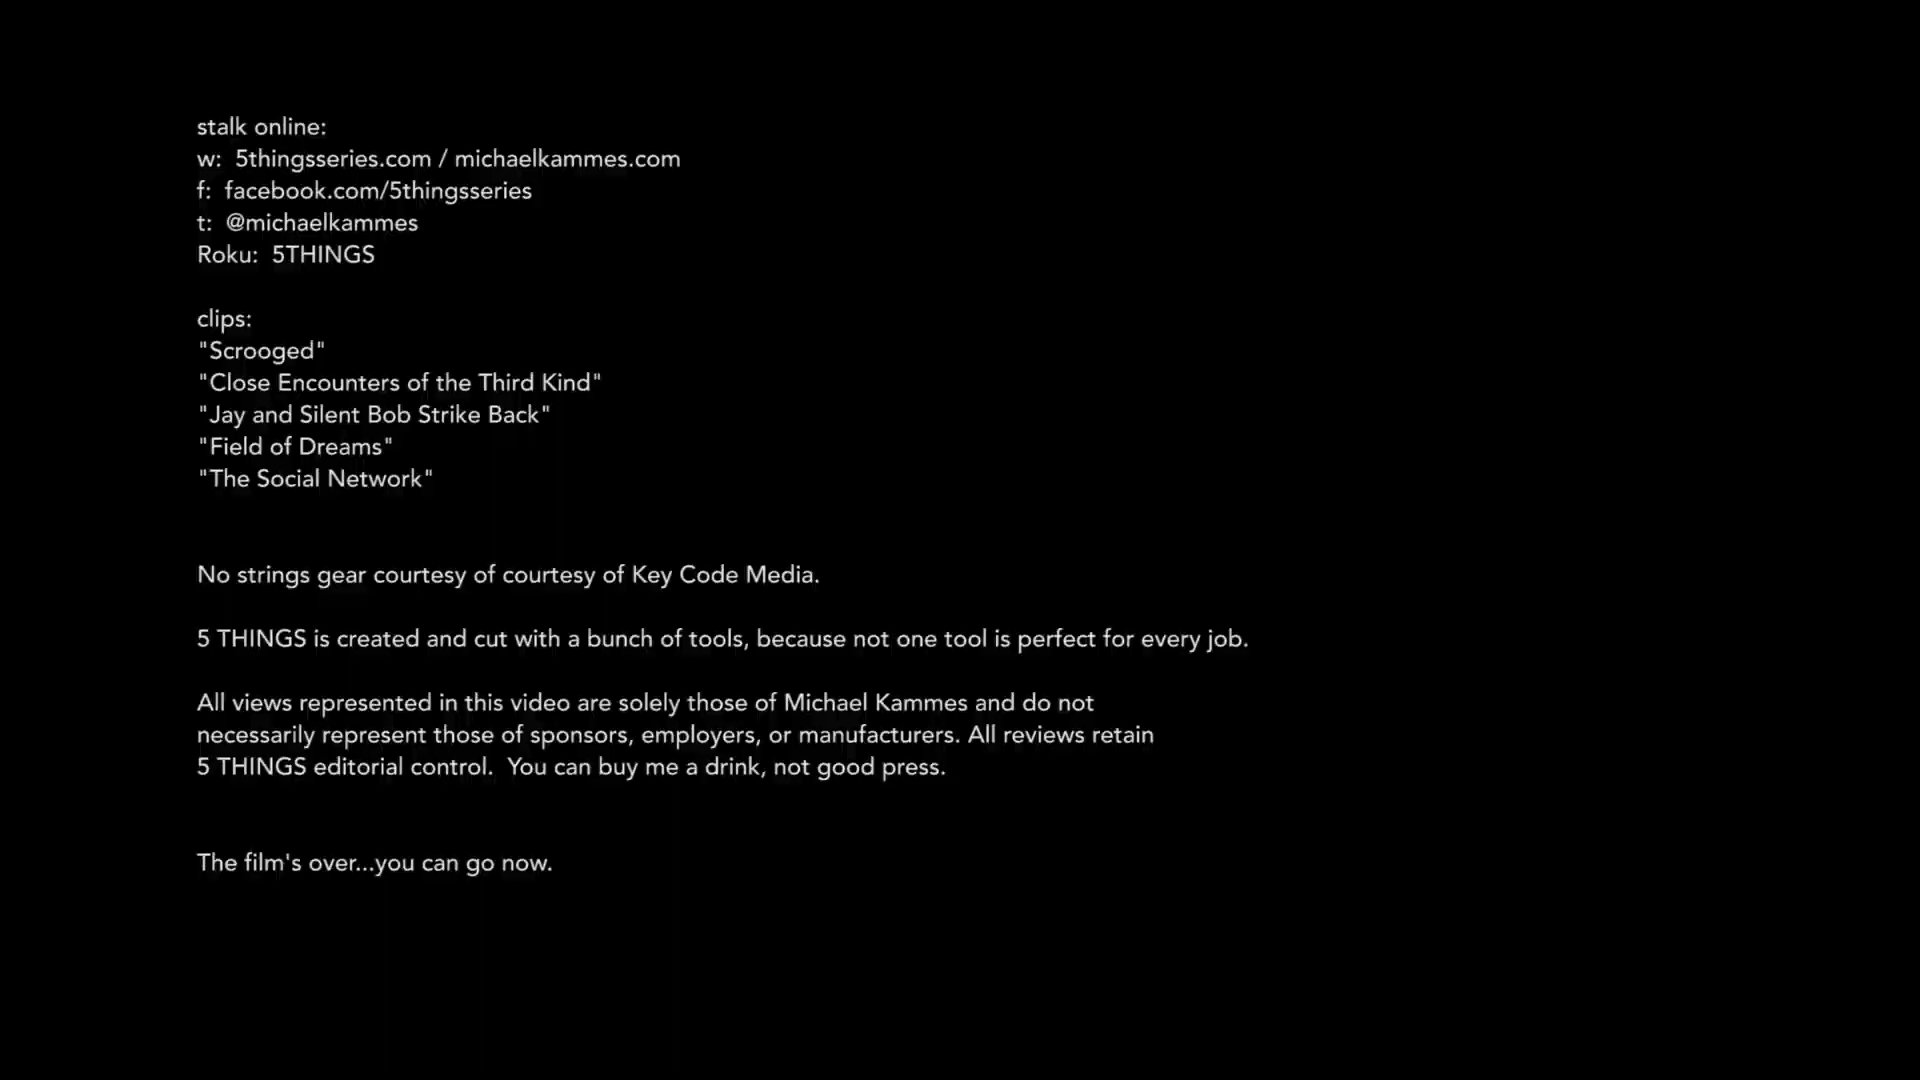 stalk online:
w:  5thingsseries.com / michaelkammes.com
f:  facebook.com/5thingsseries
t:  @michaelkammes
Roku:  5THINGS
clips:
"Scrooged"
"Close Encounters of the Third Kind"
"Jay and Silent Bob Strike Back"
"Field of Dreams"
"The Social Network"
No strings gear courtesy of courtesy of Key Code Media.
5 THINGS is created and cut with a bunch of tools, because not one tool is perfect for every job.
All views represented in this video are solely those of Michael Kammes and do not
necessarily represent those of sponsors, employers, or manufacturers. All reviews retain
5 THINGS editorial control.  You can buy me a drink, not good press.
The film's over...you can go now.